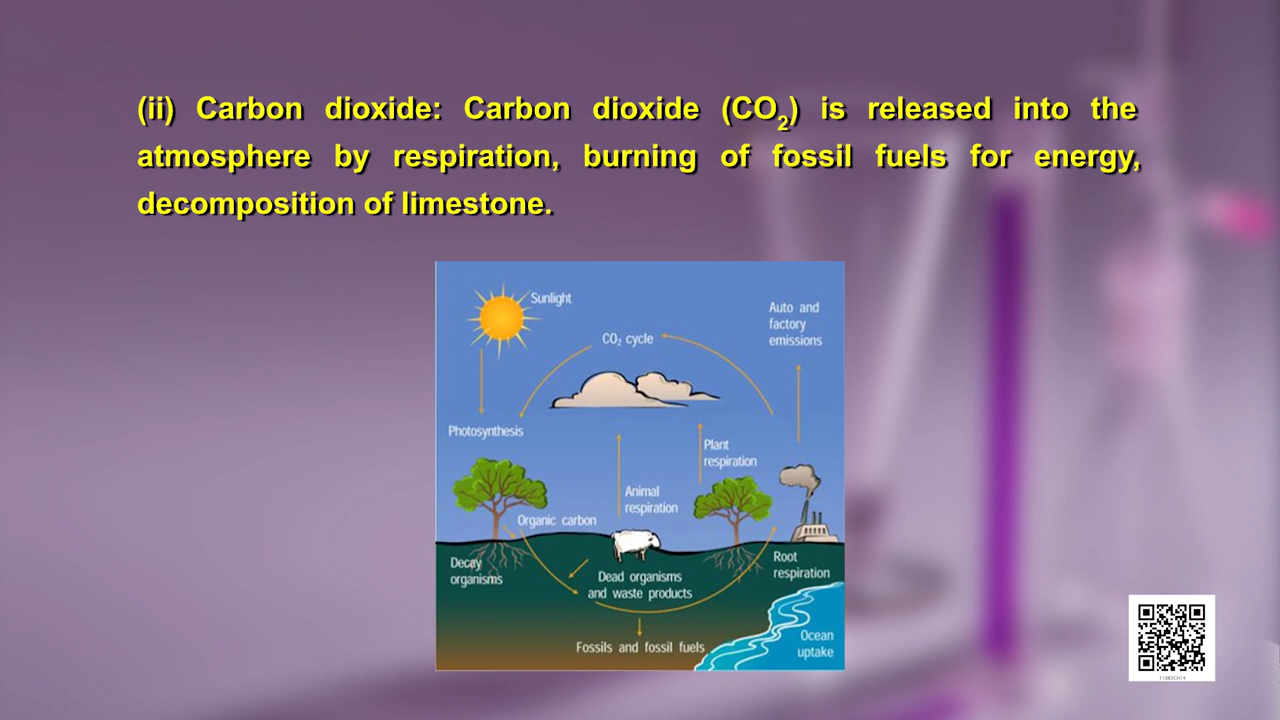 (ii) Carbon dioxide: Carbon dioxide (CO₂) is released into the
atmosphere by respiration, burning of fossil fuels for energy,
decomposition of limestone.
Sunlight
Auto and
factory
emissions
CO₂ cycle
Photosynthesis
Plant
respiration
Animal
respiration
Organic carbon
Decay
organisms
Dead organisms
and waste products
Root
respiration
Fossils and fossil fuels
Ocean
uptake